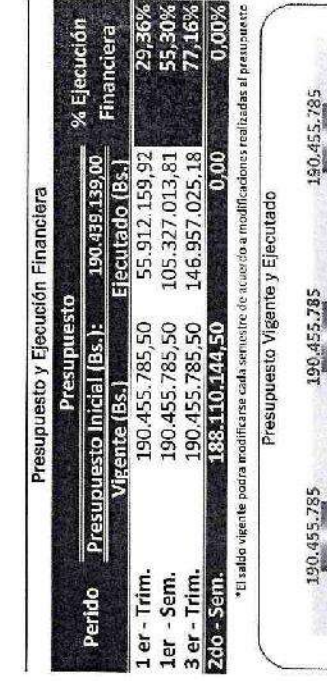 Presupuesto y Ejecución Financiera
Perido Presupuesto % Ejecución Financiera
Presupuesto Inicial (Bs.): 190.439.139,00
Vigente (Bs.) Ejecutado (Bs.)
1 er - Trim. 190.455.785,50 55.912.159,92 29,36%
1er - Sem. 190.455.785,50 105.327.013,81 55,30%
3 er - Trim. 190.455.785,50 146.957.025,18 77,16%
2do - Sem. 188.110.144,50 0,00 0,00%
*El saldo vigente podra modificarse cada semestre de acuerdo a modificaciones realizadas al presupuesto
Presupuesto Vigente y Ejecutado
190.455.785 190.455.785 190.455.785